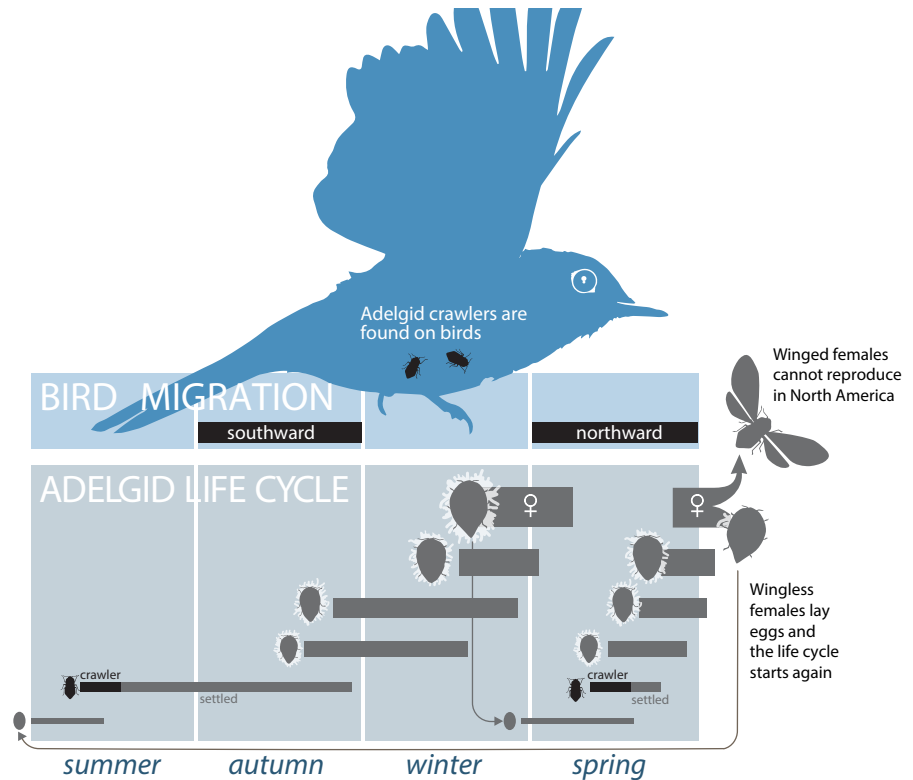 Adelgid crawlers are
found on birds
BIRD MIGRATION
southward
northward
Winged females
cannot reproduce
in North America
ADELGID LIFE CYCLE
♀
♀
Wingless
females lay
eggs and
the life cycle
starts again
crawler
settled
crawler
settled
summer
autumn
winter
spring